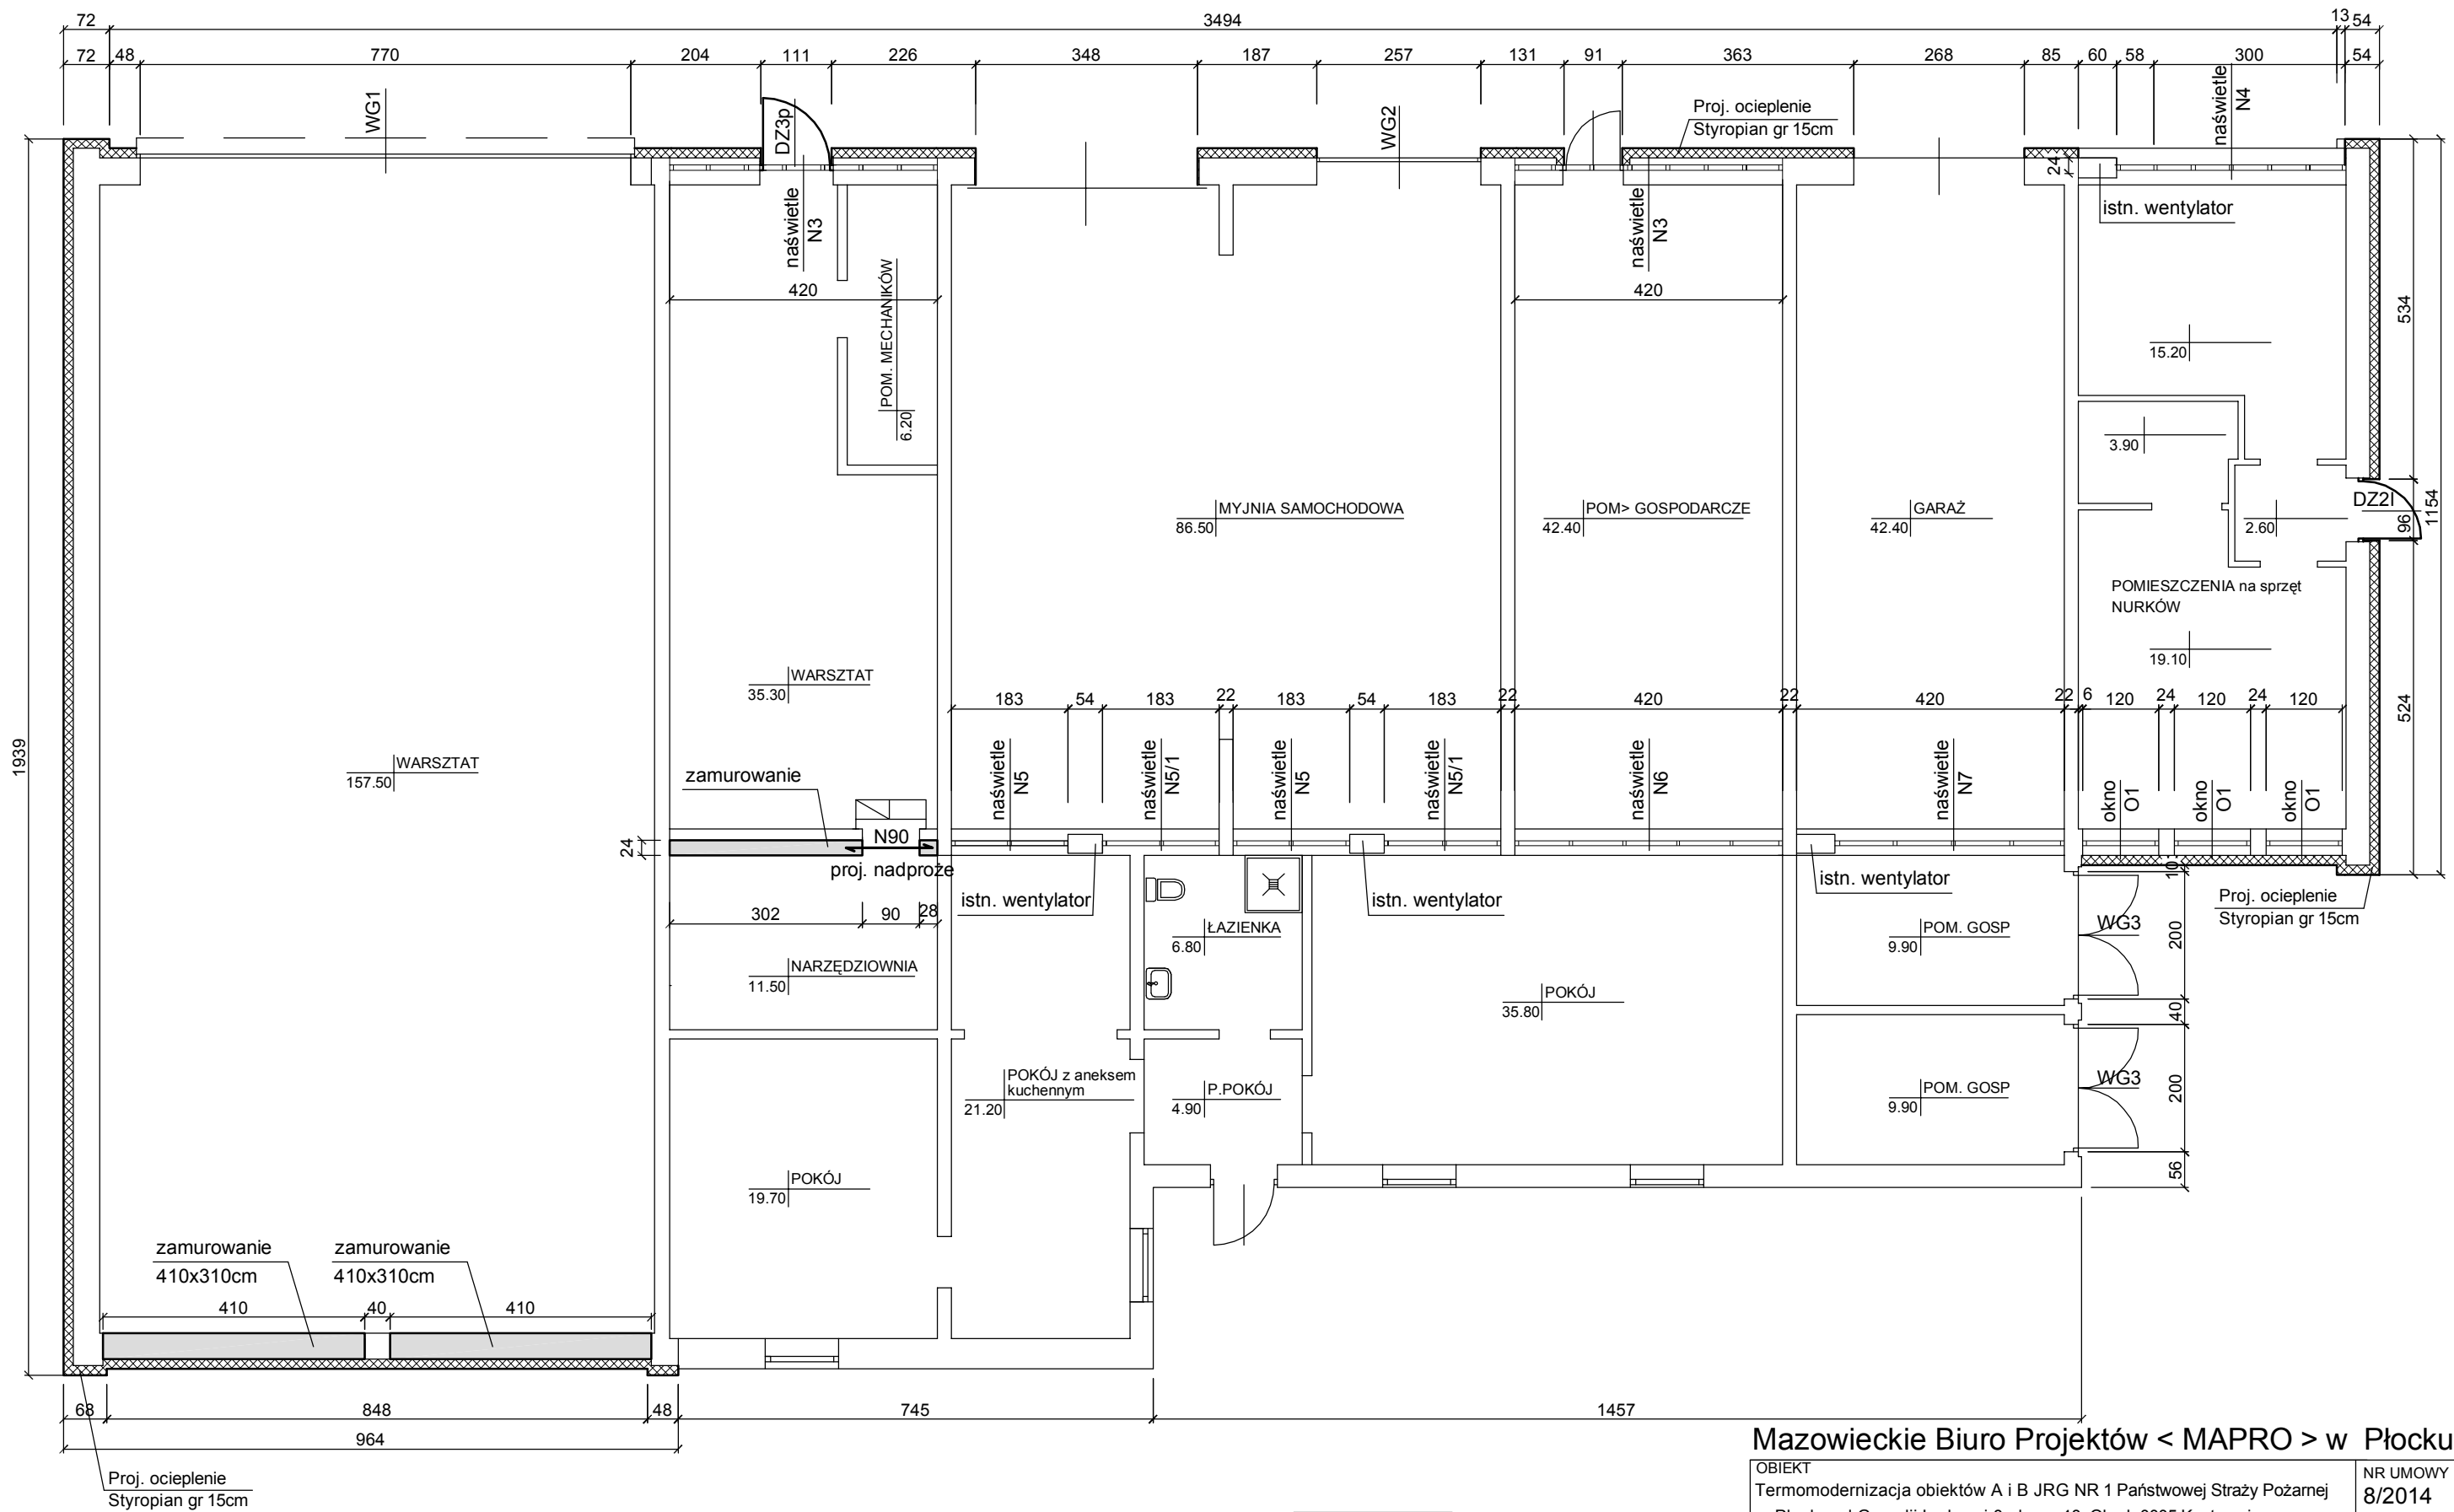 72
3494
13
54
72
48
770
204
111
226
348
187
257
131
91
363
268
85
60
58
300
54
WG1
DZ3p
WG2
Proj. ocieplenie
Styropian gr 15cm
naświetle
N4
24
istn. wentylator
naświetle
N3
naświetle
N3
420
420
POM. MECHANIKÓW
6.20
534
15.20
3.90
MYJNIA SAMOCHODOWA
86.50
POM> GOSPODARCZE
42.40
GARAŻ
42.40
2.60
DZ2l
96
1154
POMIESZCZENIA na sprzęt
NURKÓW
19.10
WARSZTAT
35.30
183
54
183
22
183
54
183
22
420
22
420
22
6
120
24
120
24
120
524
1939
WARSZTAT
157.50
zamurowanie
naświetle
N5
naświetle
N5/1
naświetle
N5
naświetle
N5/1
naświetle
N6
naświetle
N7
okno
O1
okno
O1
okno
O1
24
N90
proj. nadproże
istn. wentylator
istn. wentylator
istn. wentylator
10
Proj. ocieplenie
Styropian gr 15cm
302
90
28
ŁAZIENKA
6.80
POM. GOSP
9.90
WG3
200
NARZĘDZIOWNIA
11.50
POKÓJ
35.80
40
POKÓJ z aneksem
kuchennym
21.20
P.POKÓJ
4.90
POM. GOSP
9.90
WG3
200
56
POKÓJ
19.70
zamurowanie
410x310cm
zamurowanie
410x310cm
410
40
410
68
848
48
745
1457
964
Proj. ocieplenie
Styropian gr 15cm
Mazowieckie Biuro Projektów < MAPRO > w Płocku
OBIEKT
Termomodernizacja obiektów A i B JRG NR 1 Państwowej Straży Pożarnej
NR UMOWY
8/2014